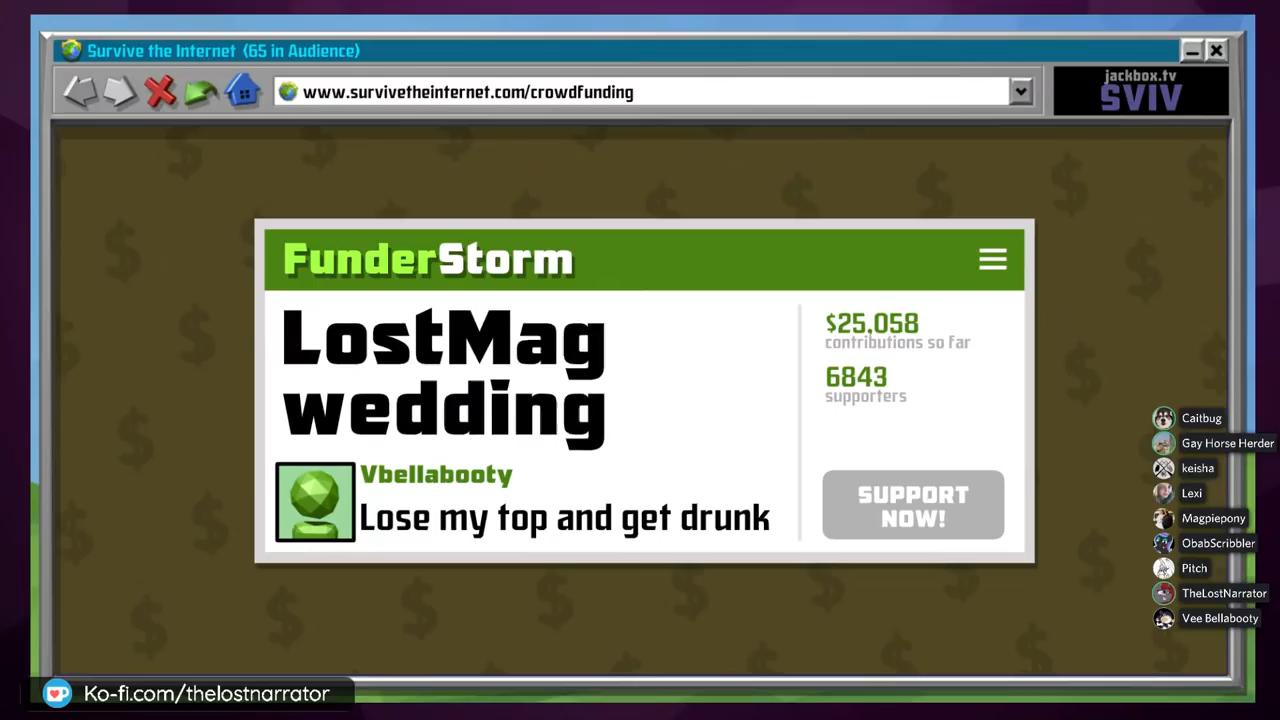 Survive the Internet (65 in Audience)
www.survivetheinternet.com/crowdfunding
jackbox.tv
SVIV
FunderStorm
LostMag
wedding
Vbellabooty
Lose my top and get drunk
$25,058
contributions so far
6843
supporters
SUPPORT
NOW!
Caitbug
Gay Horse Herder
keisha
Lexi
Magpiepony
ObabScribbler
Pitch
TheLostNarrator
Vee Bellabooty
Ko-fi.com/thelostnarrator